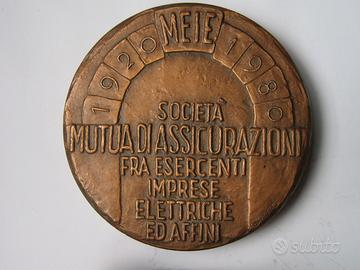 1920 MEIE 1980
SOCIETÀ
MUTUA DI ASSICURAZIONI
FRA ESERCENTI
IMPRESE
ELETTRICHE
ED AFFINI
subito